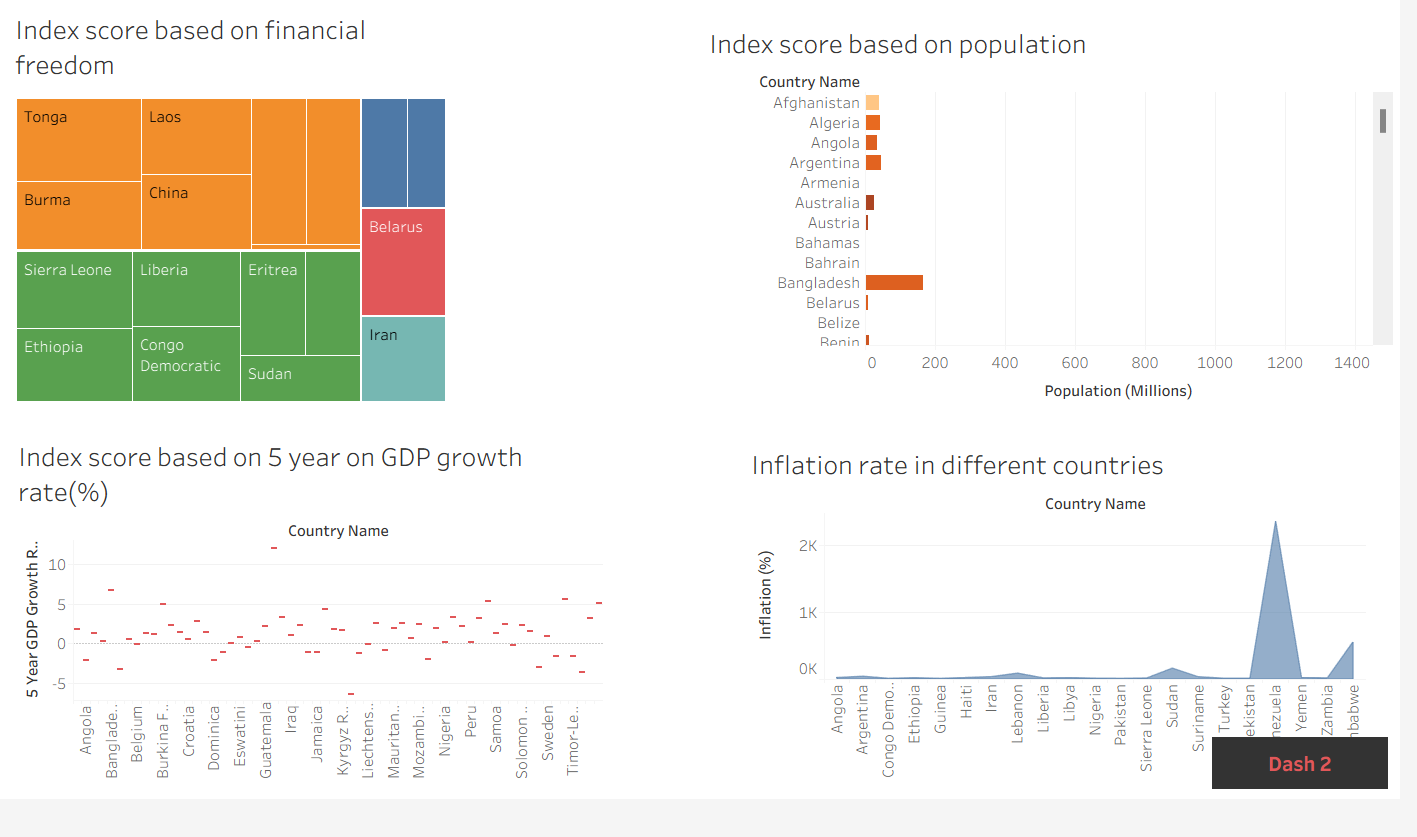 Index score based on financial
freedom
Tonga
Laos
Burma
China
Sierra Leone
Liberia
Eritrea
Ethiopia
Congo
Democratic
Sudan
Belarus
Iran
Index score based on population
Country Name
Afghanistan
Algeria
Angola
Argentina
Armenia
Australia
Austria
Bahamas
Bahrain
Bangladesh
Belarus
Belize
Benin
0 200 400 600 800 1000 1200 1400
Population (Millions)
Index score based on 5 year on GDP growth
rate(%)
Country Name
5 Year GDP Growth R..
10
5
0
-5
Angola
Banglade..
Belgium
Burkina F..
Croatia
Dominica
Eswatini
Guatemala
Iraq
Jamaica
Kyrgyz R..
Liechtens..
Mauritan..
Mozambi..
Nigeria
Peru
Samoa
Solomon ..
Sweden
Timor-Le..
Inflation rate in different countries
Country Name
Inflation (%)
2K
1K
0K
Angola
Argentina
Congo Demo..
Ethiopia
Guinea
Haiti
Iran
Lebanon
Liberia
Libya
Nigeria
Pakistan
Sierra Leone
Sudan
Suriname
Turkey
ekistan
nezuela
Yemen
Zambia
nbabwe
Dash 2